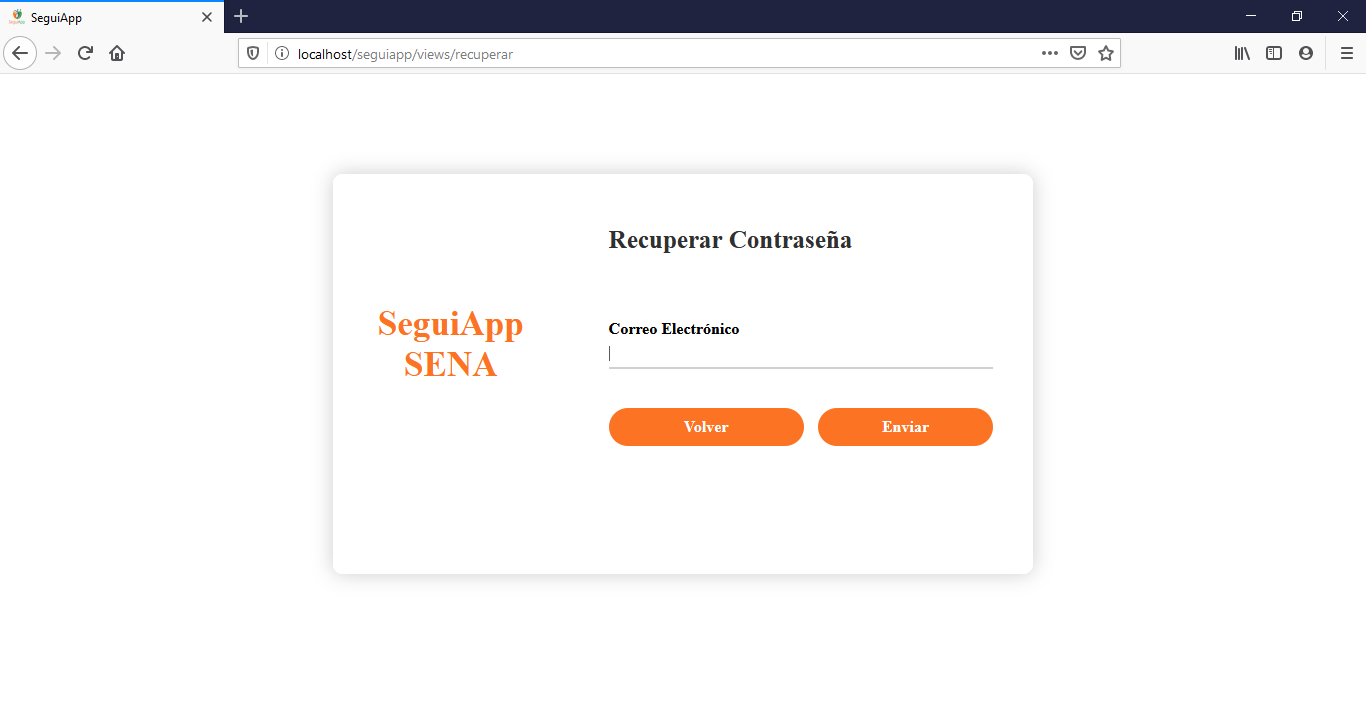 SeguiApp
localhost/seguiapp/views/recuperar
Recuperar Contraseña
SeguiApp
SENA
Correo Electrónico
Volver
Enviar